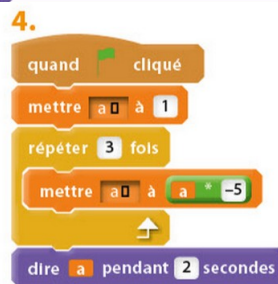 4.
quand cliqué
mettre a à 1
répéter 3 fois
mettre a à a * -5
dire a pendant 2 secondes